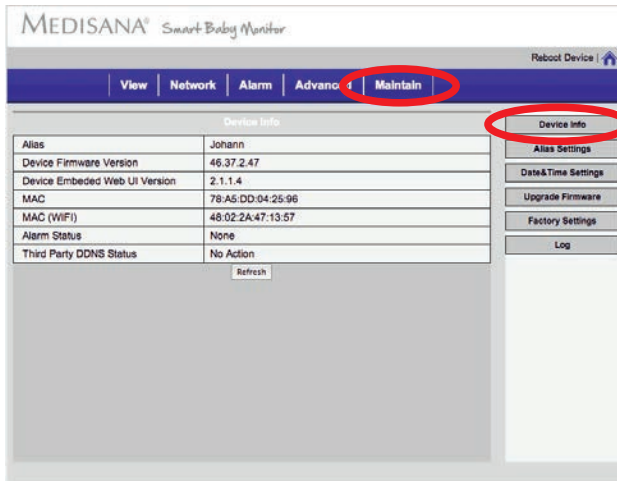 MEDISANA® Smart Baby Monitor
Reboot Device |
View | Network | Alarm | Advanced | Maintain
Device Info
Alias Johann
Device Firmware Version 46.37.2.47
Device Embeded Web UI Version 2.1.1.4
MAC 78:A5:DD:04:25:96
MAC (WIFI) 48:02:2A:47:13:57
Alarm Status None
Third Party DDNS Status No Action
Refresh
Device Info
Alias Settings
Date&Time Settings
Upgrade Firmware
Factory Settings
Log